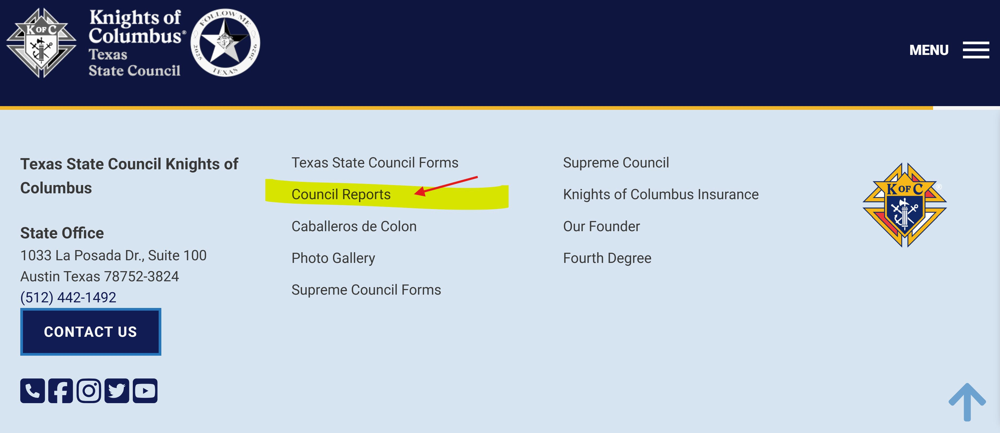 K OF C
Knights of
Columbus®
Texas
State Council
FOLLOW ME
2025
2026
TEXAS
MENU
Texas State Council Knights of
Columbus
State Office
1033 La Posada Dr., Suite 100
Austin Texas 78752-3824
(512) 442-1492
CONTACT US
Texas State Council Forms
Council Reports
Caballeros de Colon
Photo Gallery
Supreme Council Forms
Supreme Council
Knights of Columbus Insurance
Our Founder
Fourth Degree
K OF C ®